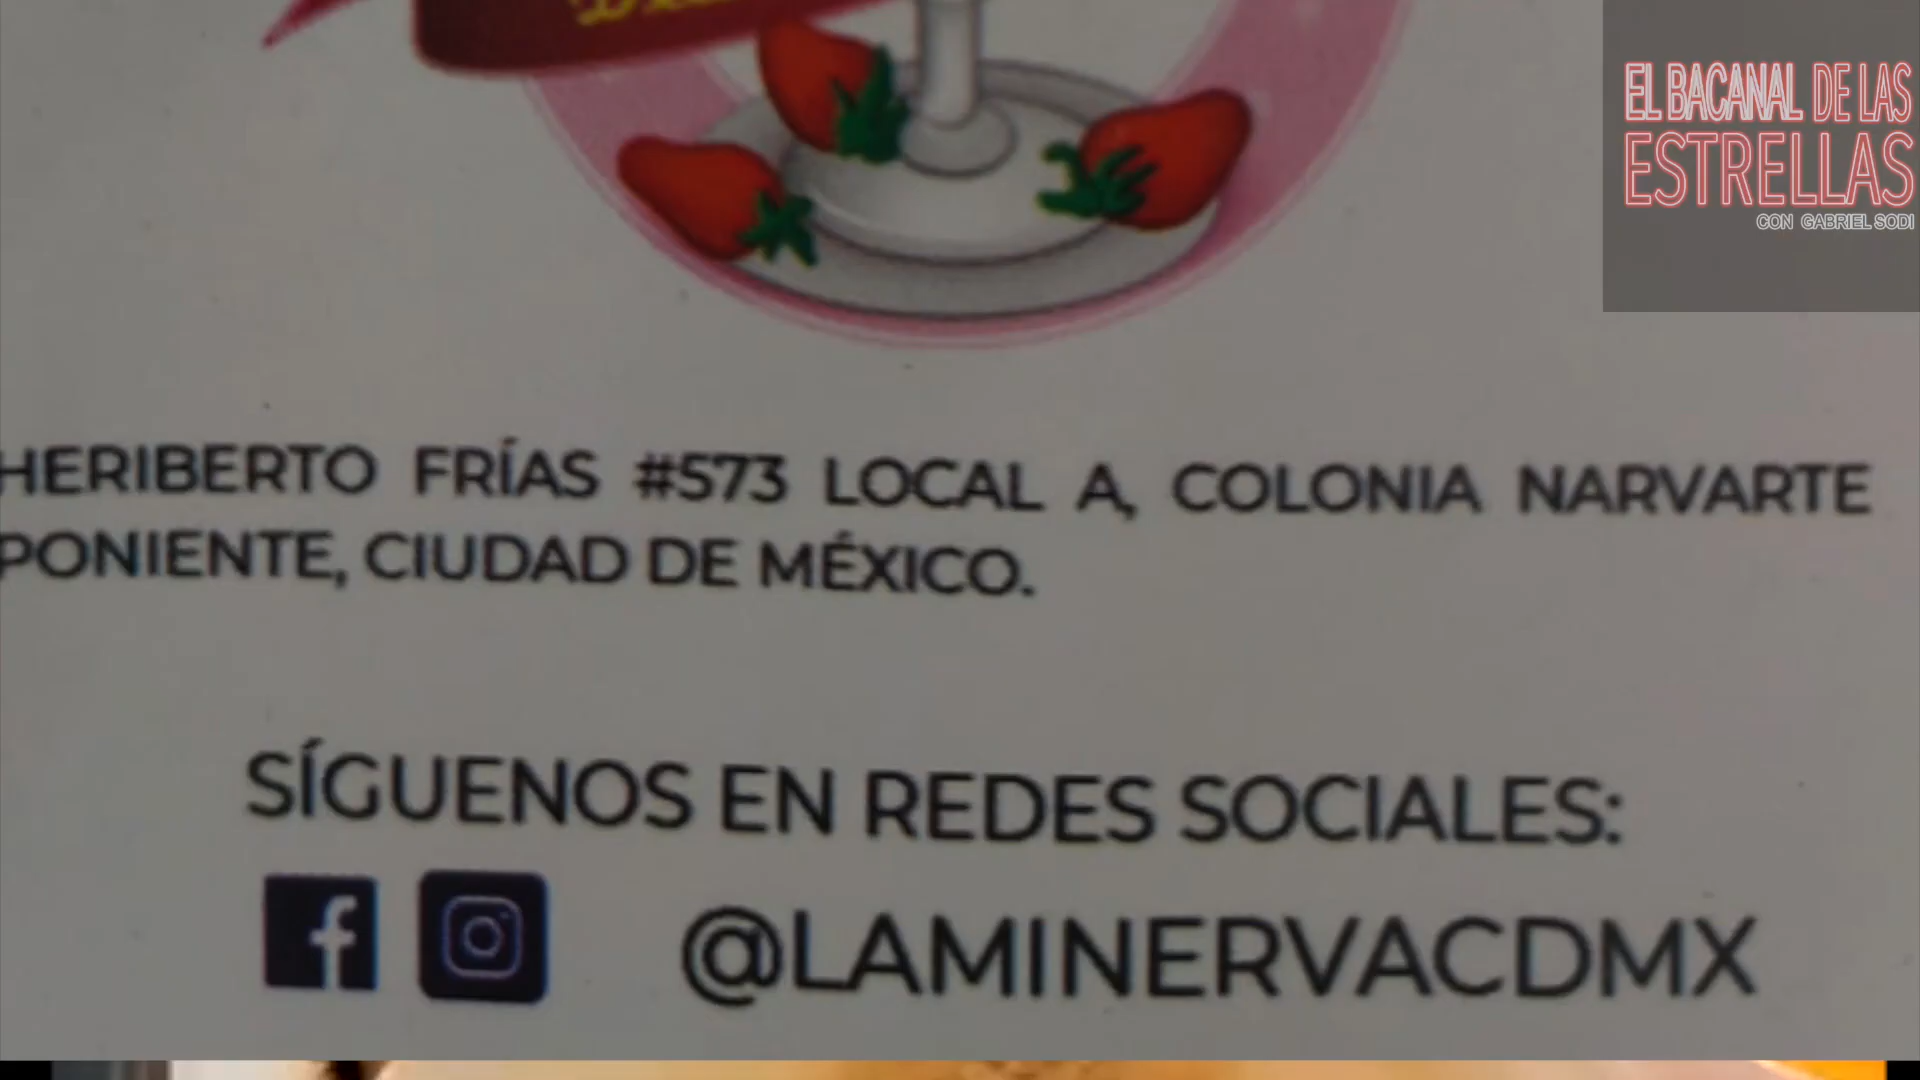 EL BACANAL DE LAS
ESTRELLAS
CON GABRIEL SODI
HERIBERTO FRÍAS #573 LOCAL A, COLONIA NARVARTE
PONIENTE, CIUDAD DE MÉXICO.
SÍGUENOS EN REDES SOCIALES:
@LAMINERVACDMX